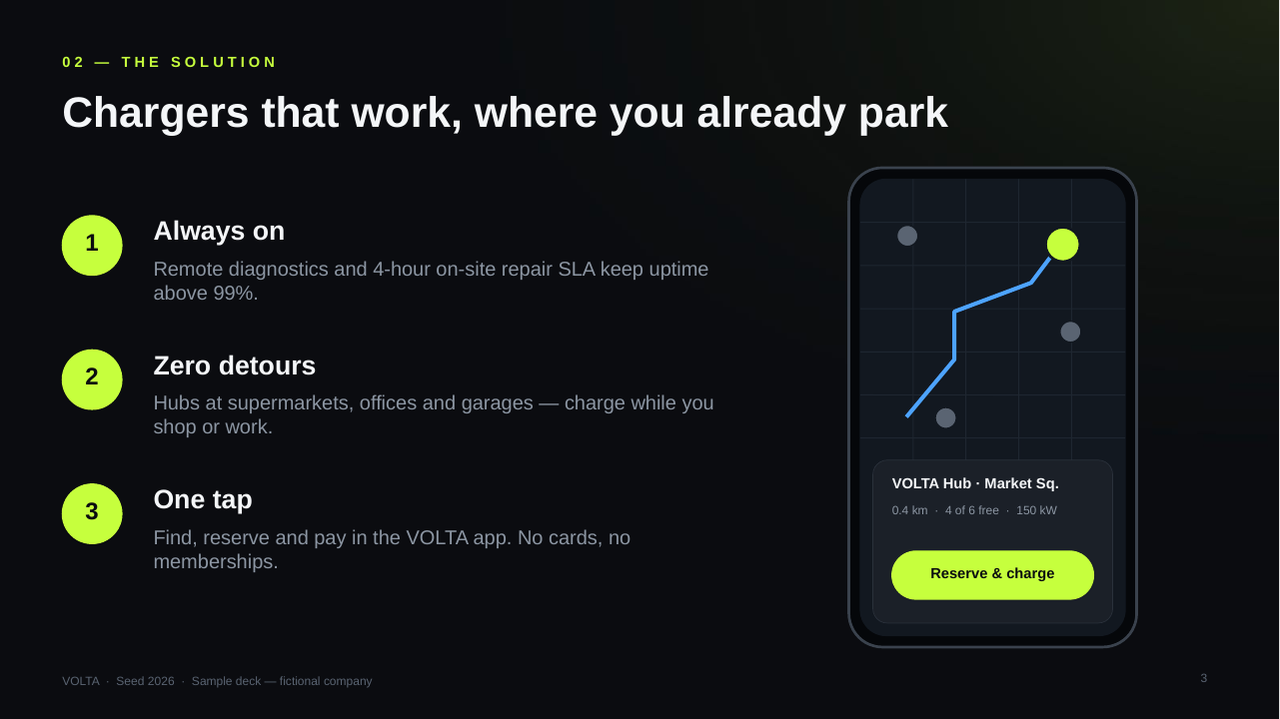 02 — THE SOLUTION
Chargers that work, where you already park
1
Always on
Remote diagnostics and 4-hour on-site repair SLA keep uptime
above 99%.
2
Zero detours
Hubs at supermarkets, offices and garages — charge while you
shop or work.
3
One tap
Find, reserve and pay in the VOLTA app. No cards, no
memberships.
VOLTA Hub · Market Sq.
0.4 km · 4 of 6 free · 150 kW
Reserve & charge
VOLTA · Seed 2026 · Sample deck — fictional company
3